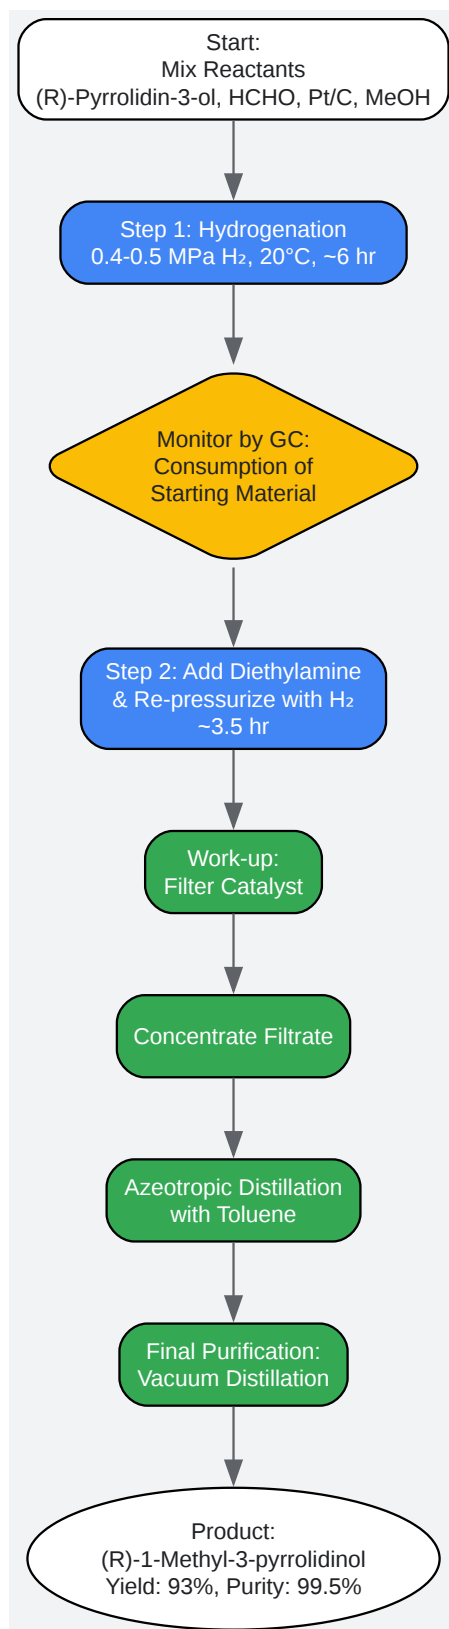 Start:
Mix Reactants
(R)-Pyrrolidin-3-ol, HCHO, Pt/C, MeOH
Step 1: Hydrogenation
0.4-0.5 MPa H₂, 20°C, ~6 hr
Monitor by GC:
Consumption of
Starting Material
Step 2: Add Diethylamine
& Re-pressurize with H₂
~3.5 hr
Work-up:
Filter Catalyst
Concentrate Filtrate
Azeotropic Distillation
with Toluene
Final Purification:
Vacuum Distillation
Product:
(R)-1-Methyl-3-pyrrolidinol
Yield: 93%, Purity: 99.5%